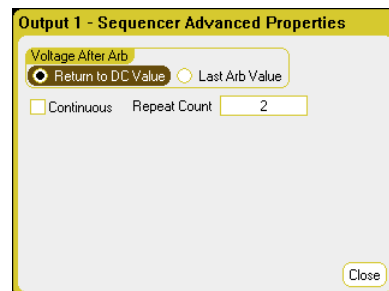 Output 1 - Sequencer Advanced Properties
Voltage After Arb
Return to DC Value Last Arb Value
Continuous Repeat Count 2
Close